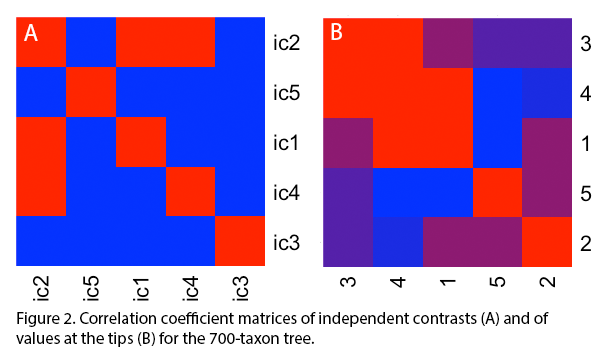 A
B
ic2
ic5
ic1
ic4
ic3
3
4
1
5
2
ic2 ic5 ic1 ic4 ic3
3 4 1 5 2
Figure 2. Correlation coefficient matrices of independent contrasts (A) and of
values at the tips (B) for the 700-taxon tree.